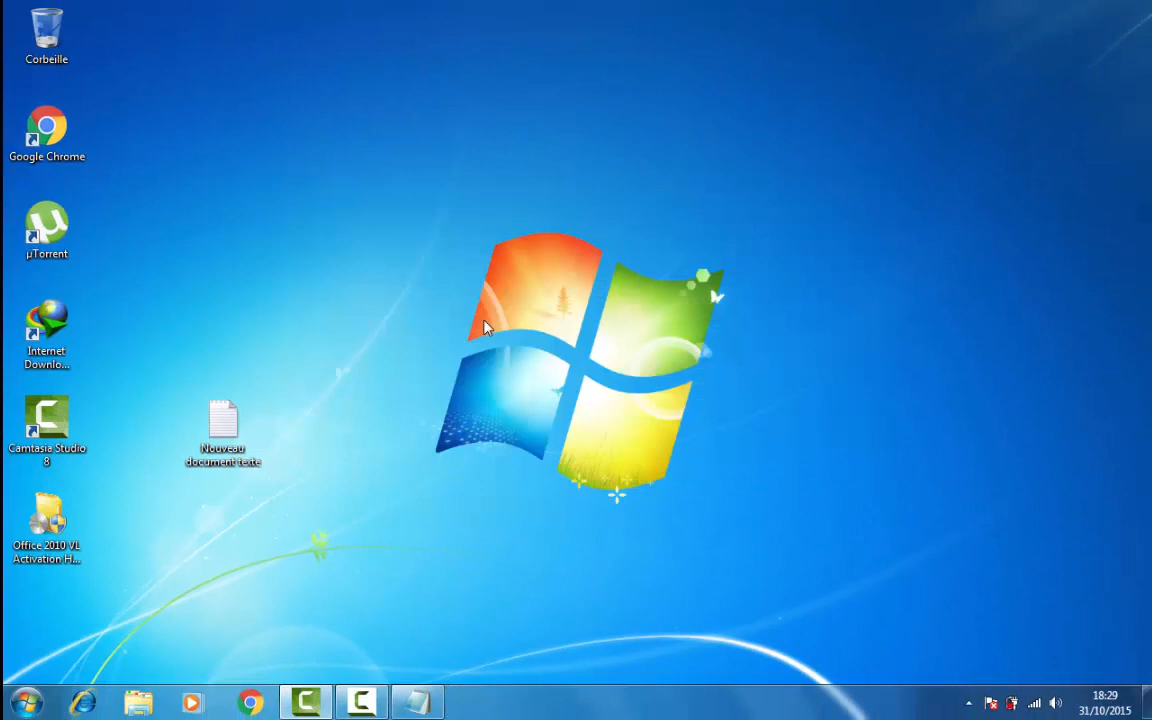 Corbeille
Google Chrome
µTorrent
Internet
Downlo...
Camtasia Studio
8
Nouveau
document texte
Office 2010 VL
Activation H...
18:29
31/10/2015